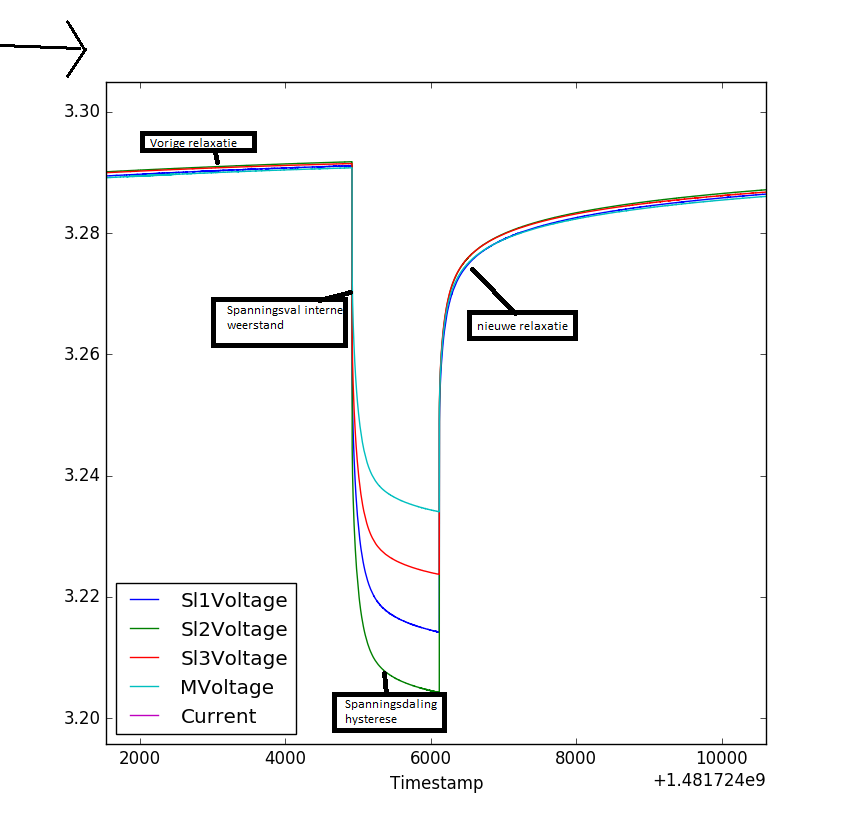 3.30
Vorige relaxatie
3.28
Spanningsval interne
weerstand
nieuwe relaxatie
3.26
3.24
3.22
Sl1Voltage
Sl2Voltage
Sl3Voltage
MVoltage
Current
Spanningsdaling
hysterese
3.20
2000 4000 6000 8000 10000
Timestamp
+1.481724e9